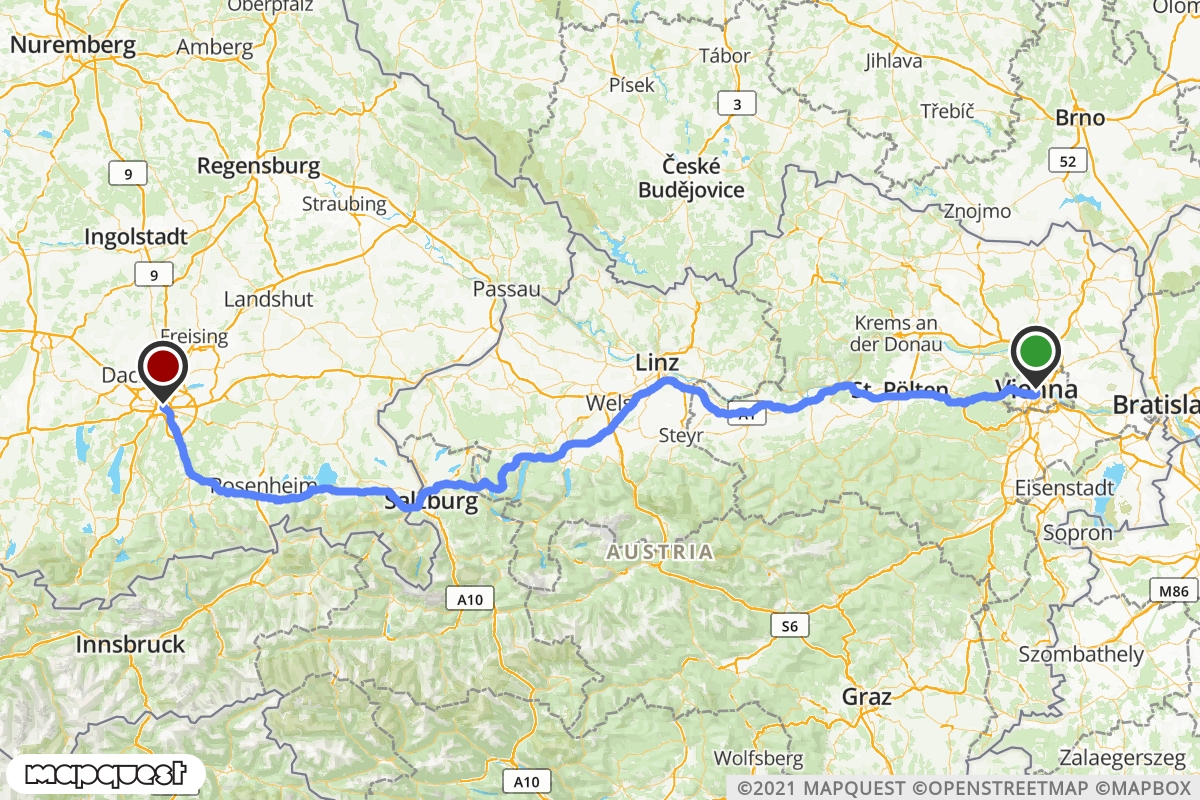 Oberpfalz
Nuremberg
Amberg
Olom
Tábor
Jihlava
Písek
3
Třebíč
Brno
52
Regensburg
9
České
Budějovice
Straubing
Znojmo
Ingolstadt
9
Landshut
Passau
Freising
Krems an
der Donau
Linz
Dac
St. Pölten
Vienna
Wels
A1
Bratisla
Steyr
Rosenheim
Salzburg
Eisenstadt
Sopron
AUSTRIA
A10
M86
S6
Innsbruck
Szombathely
Graz
Wolfsberg
Zalaegerszeg
mapquest
A10
©2021 MAPQUEST ©OPENSTREETMAP ©MAPBOX